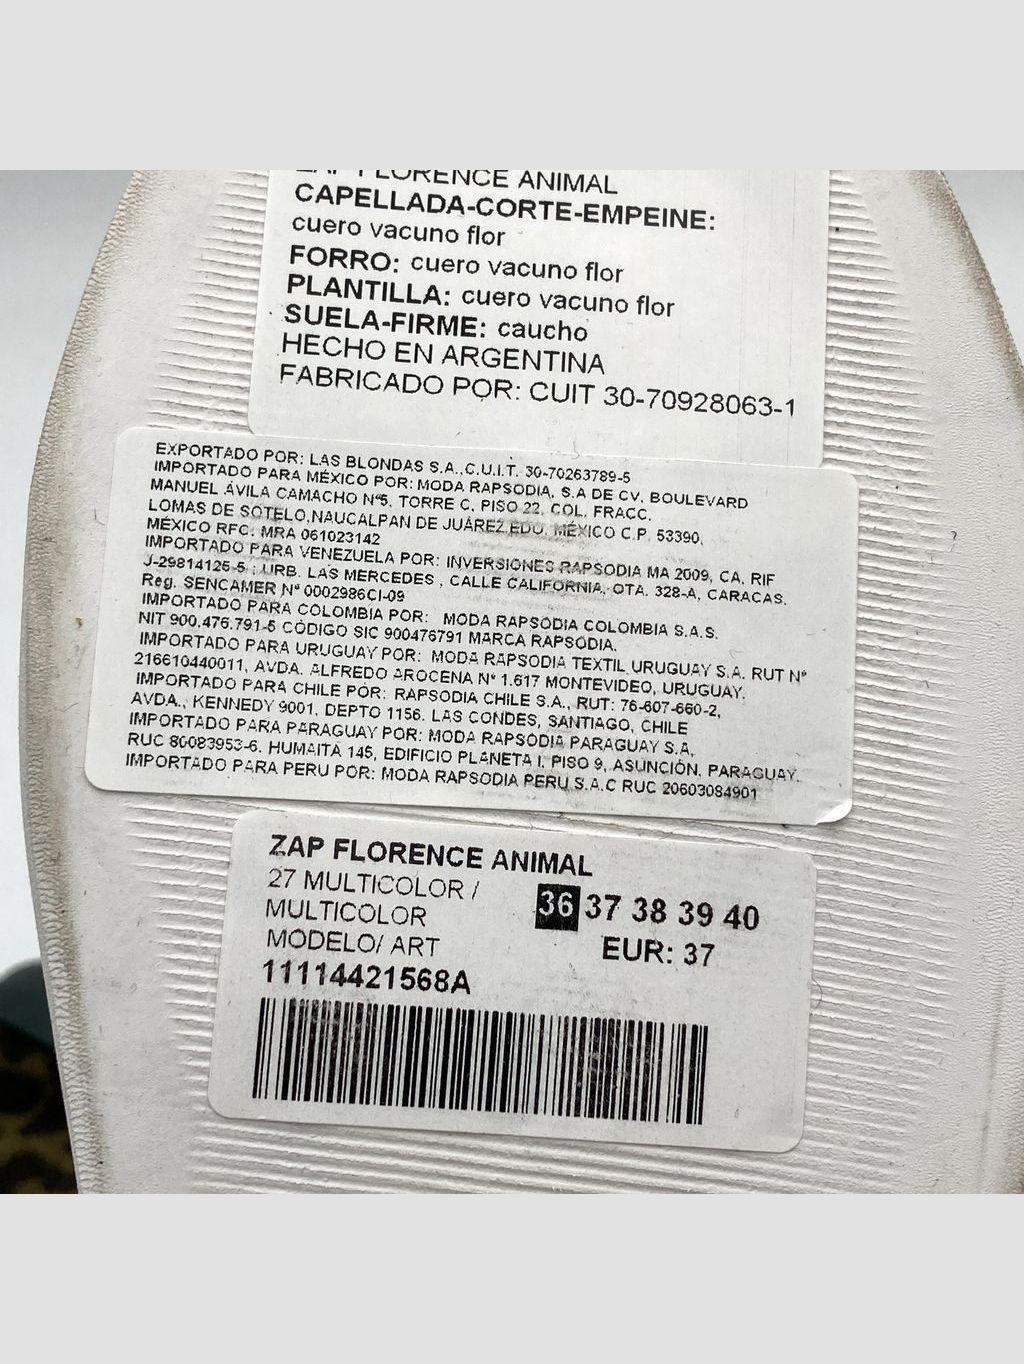 ZAP FLORENCE ANIMAL
CAPELLADA-CORTE-EMPEINE:
cuero vacuno flor
FORRO: cuero vacuno flor
PLANTILLA: cuero vacuno flor
SUELA-FIRME: caucho
HECHO EN ARGENTINA
FABRICADO POR: CUIT 30-70928063-1
EXPORTADO POR: LAS BLONDAS S.A..C.U.I.T. 30-70263789-5
IMPORTADO PARA MÉXICO POR: MODA RAPSODIA, S.A DE CV, BOULEVARD
MANUEL ÁVILA CAMACHO N°5, TORRE C, PISO 22, COL. FRACC.
LOMAS DE SOTELO,NAUCALPAN DE JUÁREZ,EDO. MÉXICO C.P. 53390,
MÉXICO RFC: MRA 061023142
IMPORTADO PARA VENEZUELA POR: INVERSIONES RAPSODIA MA 2009, CA, RIF
J-29814125-5 : URB. LAS MERCEDES , CALLE CALIFORNIA, QTA. 328-A, CARACAS.
Reg. SENCAMER N° 0002986CI-09
IMPORTADO PARA COLOMBIA POR: MODA RAPSODIA COLOMBIA S.A.S.
NIT 900.476.791-5 CÓDIGO SIC 900476791 MARCA RAPSODIA.
IMPORTADO PARA URUGUAY POR: MODA RAPSODIA TEXTIL URUGUAY S.A. RUT N°
216610440011, AVDA. ALFREDO AROCENA N° 1.617 MONTEVIDEO, URUGUAY.
IMPORTADO PARA CHILE POR: RAPSODIA CHILE S.A., RUT: 76-607-660-2,
AVDA., KENNEDY 9001, DEPTO 1156. LAS CONDES, SANTIAGO, CHILE
IMPORTADO PARA PARAGUAY POR: MODA RAPSODIA PARAGUAY S.A,
RUC 80083953-6. HUMAITÁ 145, EDIFICIO PLANETA I, PISO 9, ASUNCIÓN, PARAGUAY.
IMPORTADO PARA PERU POR: MODA RAPSODIA PERU S.A.C RUC 20603084901
ZAP FLORENCE ANIMAL
27 MULTICOLOR /
MULTICOLOR
36 37 38 39 40
MODELO/ ART
EUR: 37
11114421568A